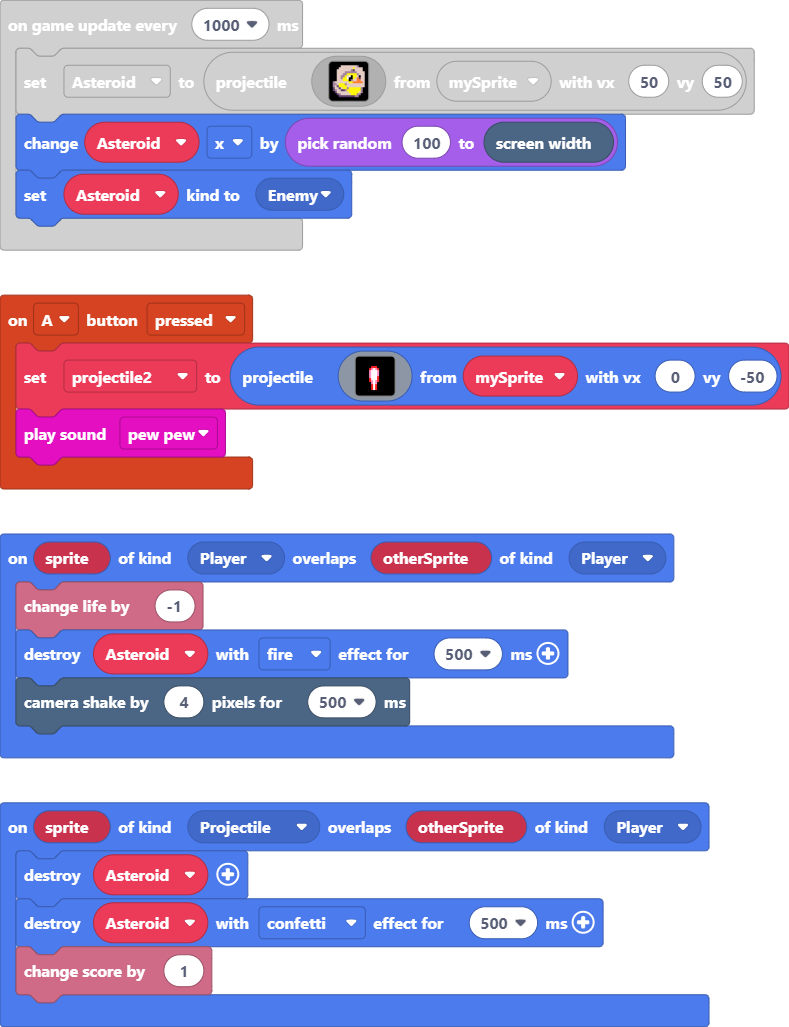 on game update every 1000 ms
set Asteroid to projectile from mySprite with vx 50 vy 50
change Asteroid x by pick random 100 to screen width
set Asteroid kind to Enemy
on A button pressed
set projectile2 to projectile from mySprite with vx 0 vy -50
play sound pew pew
on sprite of kind Player overlaps otherSprite of kind Player
change life by -1
destroy Asteroid with fire effect for 500 ms
camera shake by 4 pixels for 500 ms
on sprite of kind Projectile overlaps otherSprite of kind Player
destroy Asteroid
destroy Asteroid with confetti effect for 500 ms
change score by 1